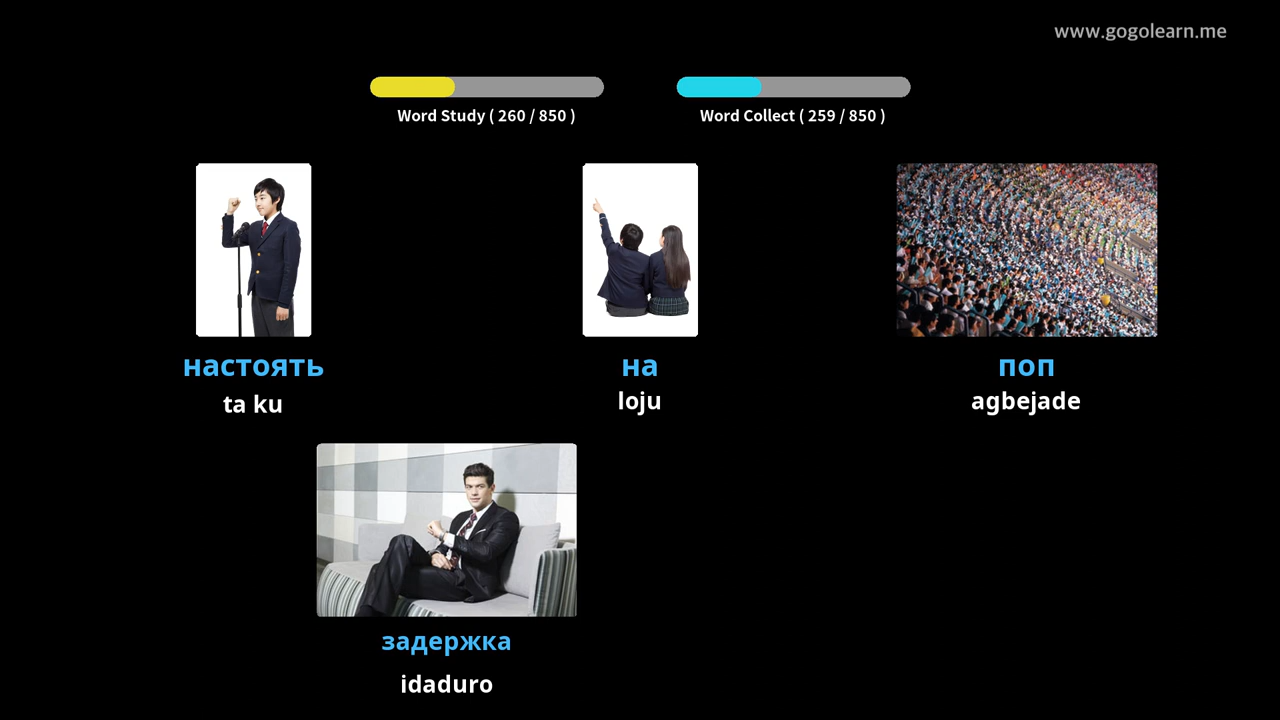 www.gogolearn.me
Word Study ( 260 / 850 )
Word Collect ( 259 / 850 )
настоять
ta ku
на
loju
поп
agbejade
задержка
idaduro